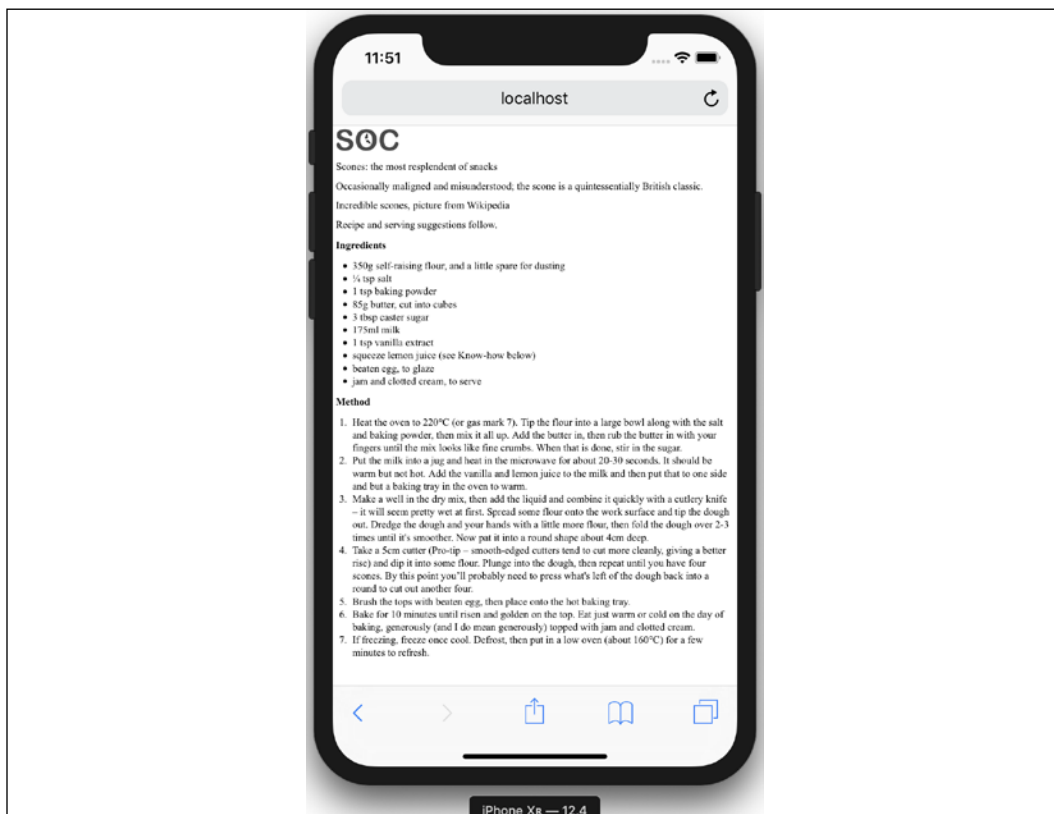 11:51
localhost
SOC
Scones: the most resplendent of snacks
Occasionally maligned and misunderstood; the scone is a quintessentially British classic.
Incredible scones, picture from Wikipedia
Recipe and serving suggestions follow.
Ingredients
• 350g self-raising flour, and a little spare for dusting
• ¼ tsp salt
• 1 tsp baking powder
• 85g butter, cut into cubes
• 3 tbsp caster sugar
• 175ml milk
• 1 tsp vanilla extract
• squeeze lemon juice (see Know-how below)
• beaten egg, to glaze
• jam and clotted cream, to serve
Method
1. Heat the oven to 220°C (or gas mark 7). Tip the flour into a large bowl along with the salt
and baking powder, then mix it all up. Add the butter in, then rub the butter in with your
fingers until the mix looks like fine crumbs. When that is done, stir in the sugar.
2. Put the milk into a jug and heat in the microwave for about 20-30 seconds. It should be
warm but not hot. Add the vanilla and lemon juice to the milk and then put that to one side
and but a baking tray in the oven to warm.
3. Make a well in the dry mix, then add the liquid and combine it quickly with a cutlery knife
– it will seem pretty wet at first. Spread some flour onto the work surface and tip the dough
out. Dredge the dough and your hands with a little more flour, then fold the dough over 2-3
times until it's smoother. Now pat it into a round shape about 4cm deep.
4. Take a 5cm cutter (Pro-tip – smooth-edged cutters tend to cut more cleanly, giving a better
rise) and dip it into some flour. Plunge into the dough, then repeat until you have four
scones. By this point you'll probably need to press what's left of the dough back into a
round to cut out another four.
5. Brush the tops with beaten egg, then place onto the hot baking tray.
6. Bake for 10 minutes until risen and golden on the top. Eat just warm or cold on the day of
baking, generously (and I do mean generously) topped with jam and clotted cream.
7. If freezing, freeze once cool. Defrost, then put in a low oven (about 160°C) for a few
minutes to refresh.
iPhone XR — 12.4